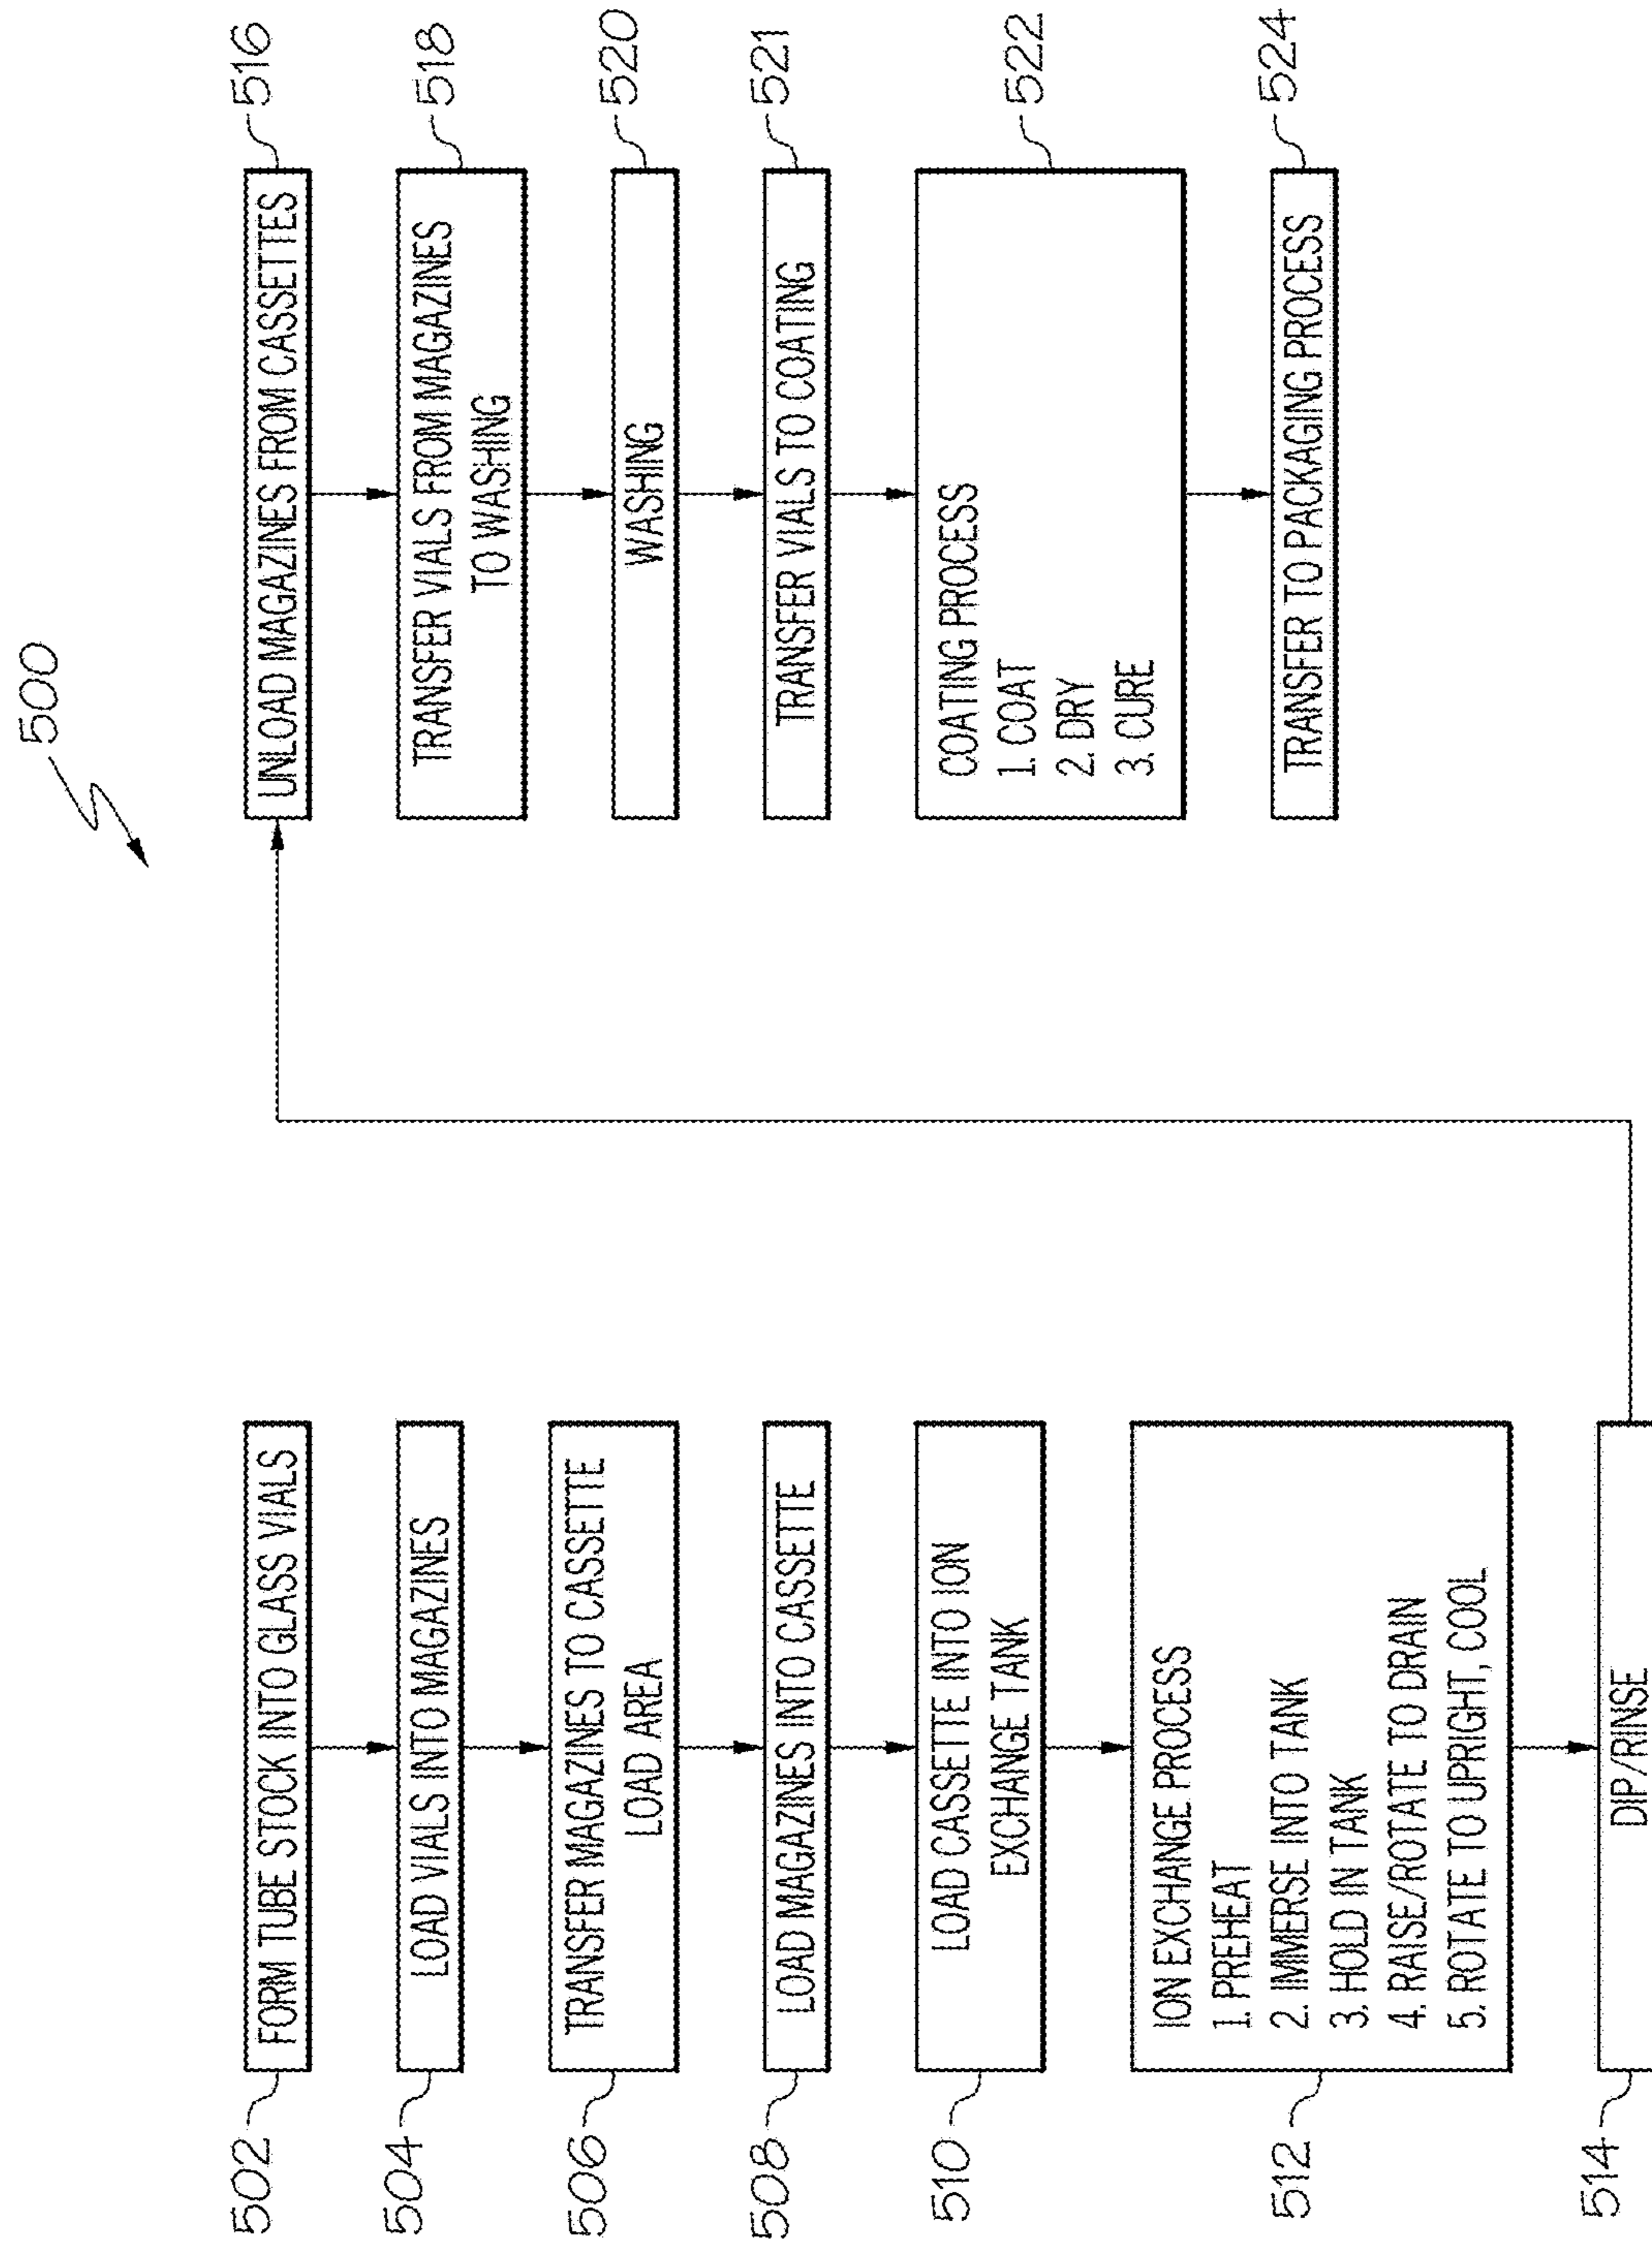 500
502
FORM TUBE STOCK INTO GLASS VIALS
504
LOAD VIALS INTO MAGAZINES
506
TRANSFER MAGAZINES TO CASSETTE
LOAD AREA
508
LOAD MAGAZINES INTO CASSETTE
510
LOAD CASSETTE INTO ION
EXCHANGE TANK
512
ION EXCHANGE PROCESS
1. PREHEAT
2. IMMERSE INTO TANK
3. HOLD IN TANK
4. RAISE/ROTATE TO DRAIN
5. ROTATE TO UPRIGHT, COOL
514
DIP/RINSE
UNLOAD MAGAZINES FROM CASSETTES
516
TRANSFER VIALS FROM MAGAZINES
TO WASHING
518
WASHING
520
TRANSFER VIALS TO COATING
521
COATING PROCESS
1. COAT
2. DRY
3. CURE
522
TRANSFER TO PACKAGING PROCESS
524